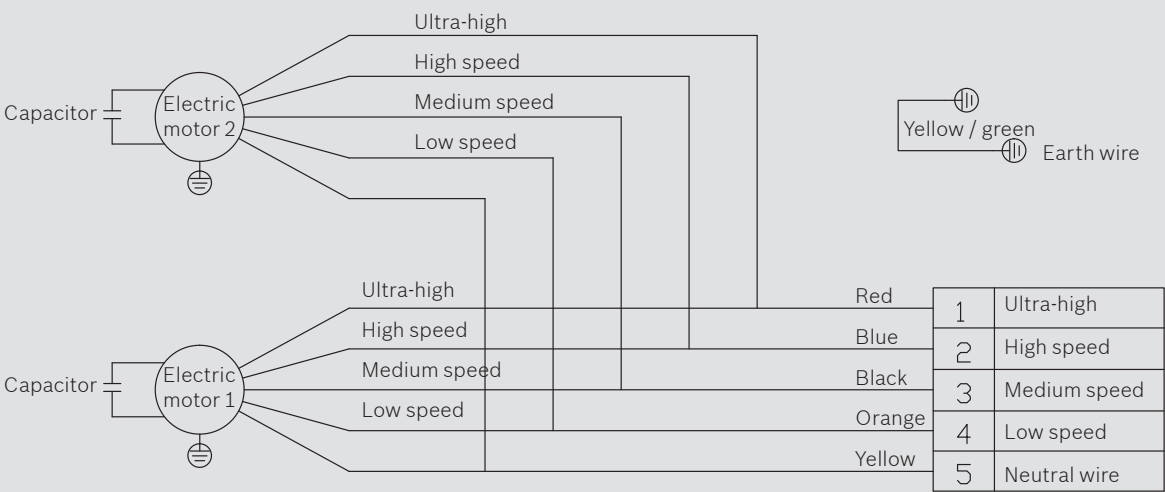 Ultra-high
High speed
Medium speed
Low speed
Capacitor
Electric
motor 2
Yellow / green
Earth wire
Ultra-high
High speed
Medium speed
Low speed
Capacitor
Electric
motor 1
Red
1 Ultra-high
Blue
2 High speed
Black
3 Medium speed
Orange
4 Low speed
Yellow
5 Neutral wire